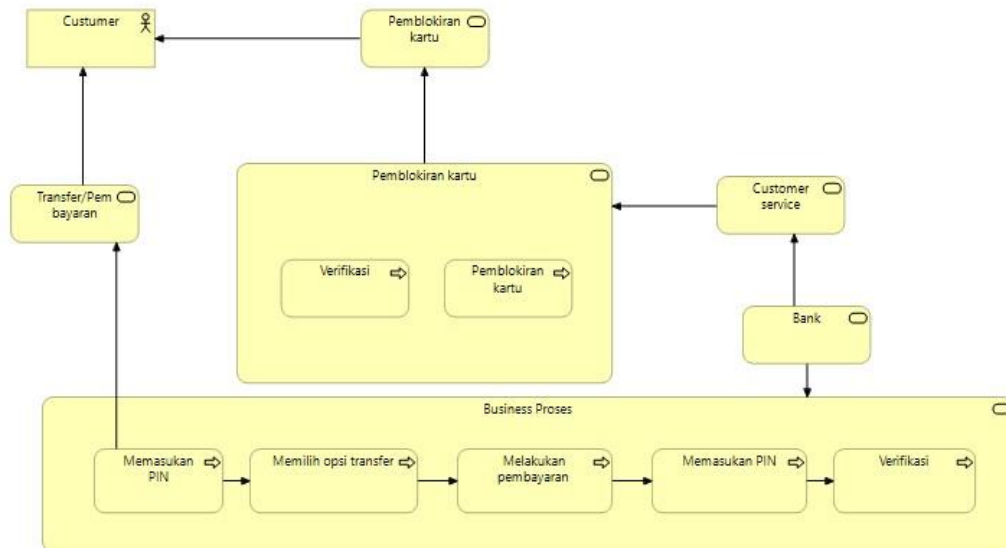 Custumer
Pemblokiran
kartu
Pemblokiran kartu
Transfer/Pem
bayaran
Customer
service
Verifikasi
Pemblokiran
kartu
Bank
Business Proses
Memasukan
PIN
Memilih opsi transfer
Melakukan
pembayaran
Memasukan PIN
Verifikasi